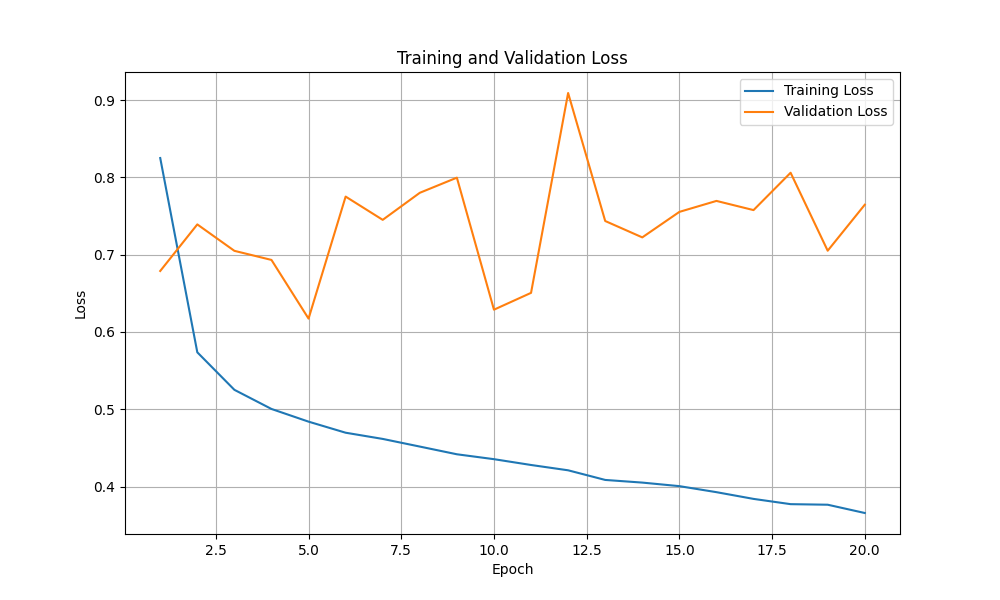 Training and Validation Loss
Training Loss
Validation Loss
0.9
0.8
0.7
0.6
0.5
0.4
Loss
2.5 5.0 7.5 10.0 12.5 15.0 17.5 20.0
Epoch